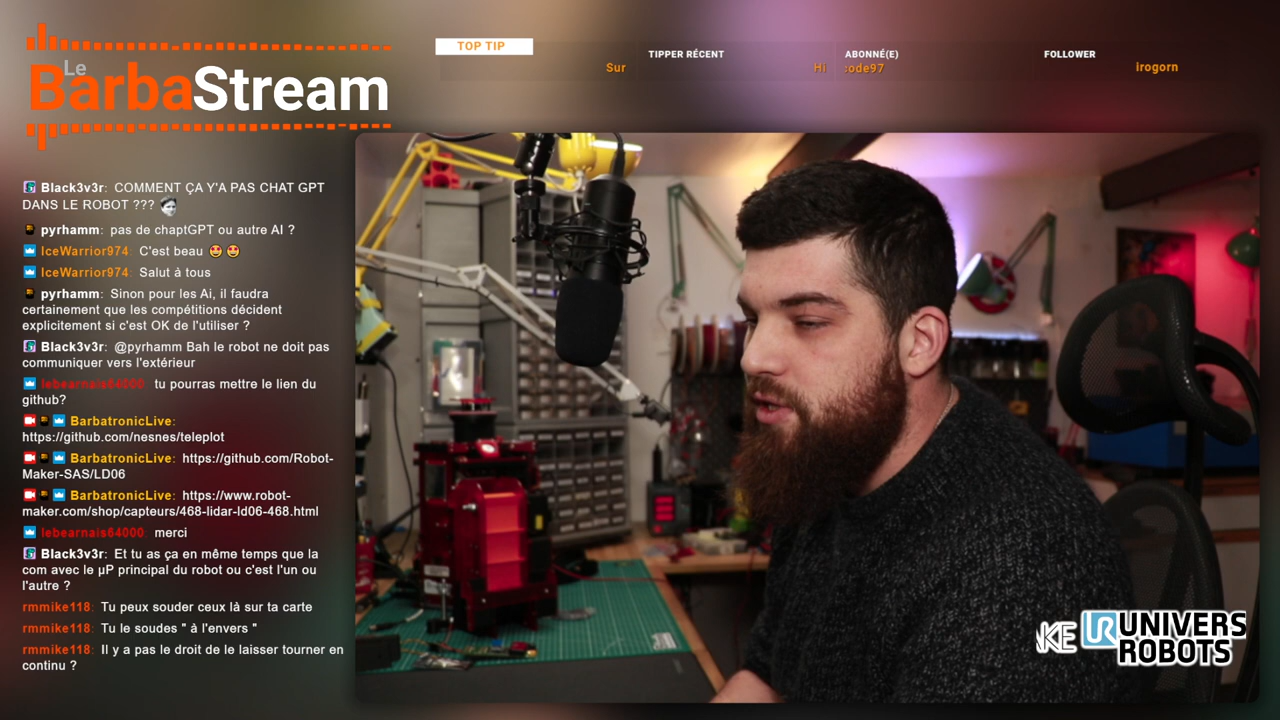 Le
BarbaStream
TOP TIP
Sur
TIPPER RÉCENT
Hi
ABONNÉ(E)
:ode97
FOLLOWER
irogorn
Black3v3r: COMMENT ÇA Y'A PAS CHAT GPT
DANS LE ROBOT ???
pyrhamm: pas de chaptGPT ou autre AI ?
IceWarrior974: C'est beau 😍 😍
IceWarrior974: Salut à tous
pyrhamm: Sinon pour les Ai, il faudra
certainement que les compétitions décident
explicitement si c'est OK de l'utiliser ?
Black3v3r: @pyrhamm Bah le robot ne doit pas
communiquer vers l'extérieur
lebearnais64000: tu pourras mettre le lien du
github?
BarbatronicLive:
https://github.com/nesnes/teleplot
BarbatronicLive: https://github.com/Robot-
Maker-SAS/LD06
BarbatronicLive: https://www.robot-
maker.com/shop/capteurs/468-lidar-ld06-468.html
lebearnais64000: merci
Black3v3r: Et tu as ça en même temps que la
com avec le µP principal du robot ou c'est l'un ou
l'autre ?
rmmike118: Tu peux souder ceux là sur ta carte
rmmike118: Tu le soudes " à l'envers "
rmmike118: Il y a pas le droit de le laisser tourner en
continu ?
KE
UR UNIVERS
ROBOTS